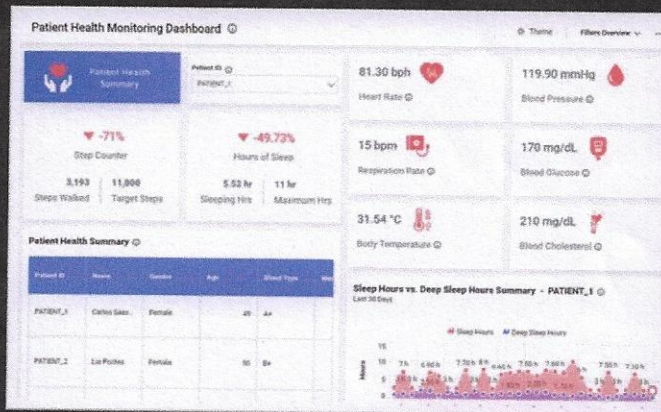 Patient Health Monitoring Dashboard
Theme
Filters Overview
Patient Health
Summary
Patient ID
PATIENT_1
81.30 bph
Heart Rate
119.90 mmHg
Blood Pressure
-71%
Step Counter
3,193
Steps Walked
11,000
Target Steps
-49.73%
Hours of Sleep
5.53 hr
Sleeping Hrs
11 hr
Maximum Hrs
15 bpm
Respiration Rate
170 mg/dL
Blood Glucose
31.54 °C
Body Temperature
210 mg/dL
Blood Cholesterol
Patient Health Summary
Patient ID Name Gender Age Blood Type
PATIENT_1 Female A+
PATIENT_2 Female
Sleep Hours vs. Deep Sleep Hours Summary - PATIENT_1
Last 30 Days
Sleep Hours Deep Sleep Hours
Hours
15
10
5
0